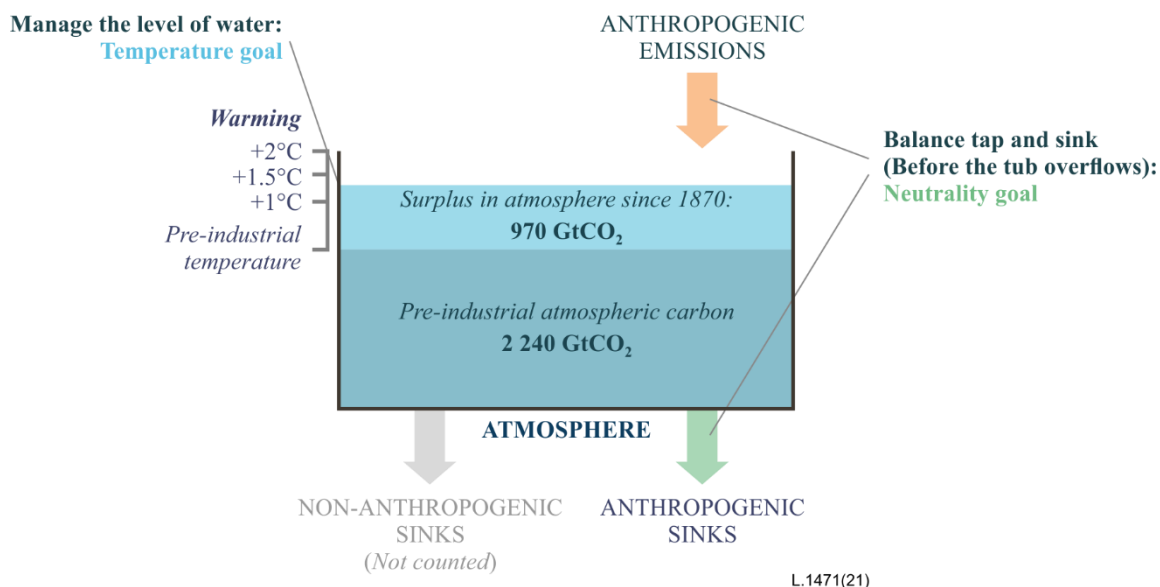 Manage the level of water:
Temperature goal
ANTHROPOGENIC
EMISSIONS
Warming
+2°C
+1.5°C
+1°C
Pre-industrial
temperature
Surplus in atmosphere since 1870:
970 GtCO₂
Pre-industrial atmospheric carbon
2 240 GtCO₂
Balance tap and sink
(Before the tub overflows):
Neutrality goal
ATMOSPHERE
NON-ANTHROPOGENIC
SINKS
(Not counted)
ANTHROPOGENIC
SINKS
L.1471(21)